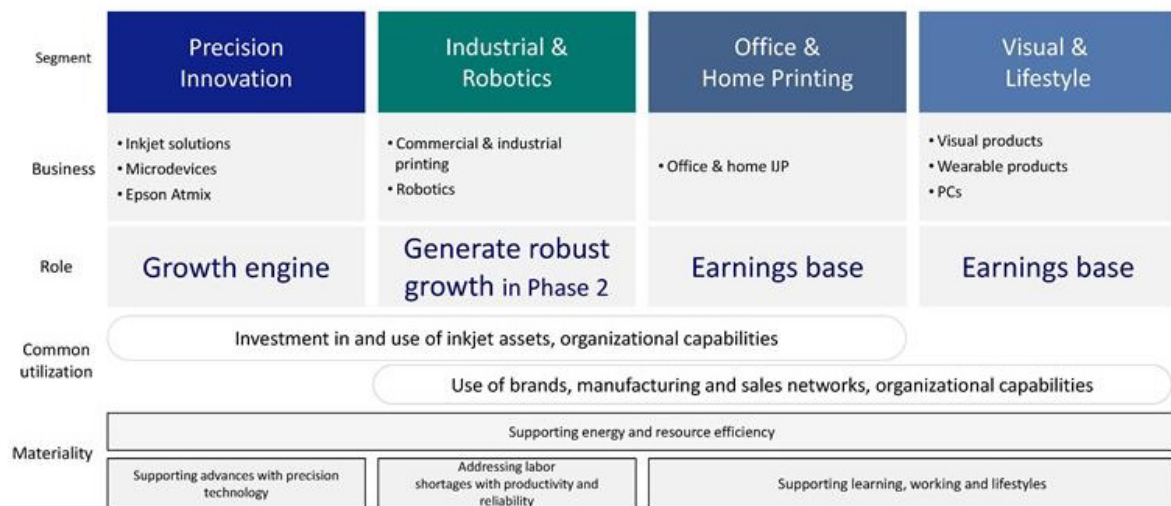 Segment
Precision
Innovation
Industrial &
Robotics
Office &
Home Printing
Visual &
Lifestyle
Business
• Inkjet solutions
• Microdevices
• Epson Atmix
• Commercial & industrial
printing
• Robotics
• Office & home IJP
• Visual products
• Wearable products
• PCs
Role
Growth engine
Generate robust
growth in Phase 2
Earnings base
Earnings base
Common
utilization
Investment in and use of inkjet assets, organizational capabilities
Use of brands, manufacturing and sales networks, organizational capabilities
Materiality
Supporting energy and resource efficiency
Supporting advances with precision
technology
Addressing labor
shortages with productivity and
reliability
Supporting learning, working and lifestyles